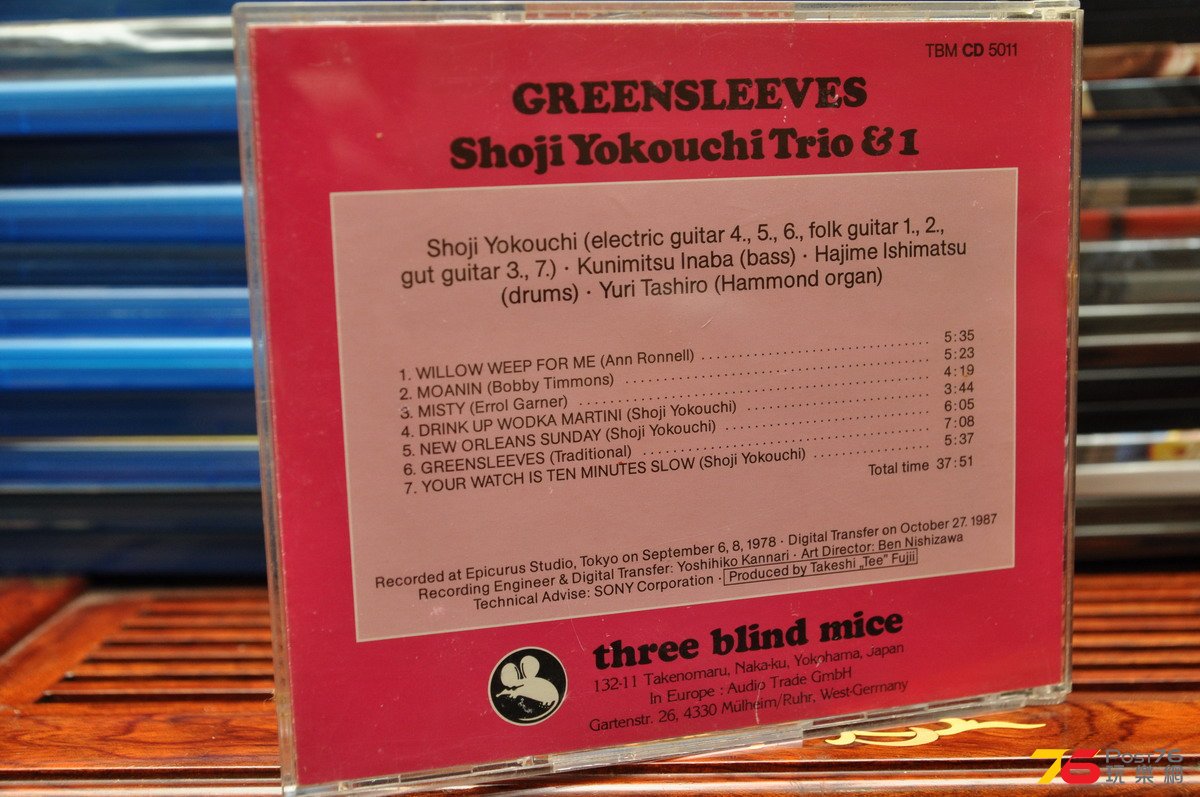 TBM CD 5011
GREENSLEEVES
Shoji Yokouchi Trio & 1
Shoji Yokouchi (electric guitar 4., 5., 6., folk guitar 1., 2.,
gut guitar 3., 7.) · Kunimitsu Inaba (bass) · Hajime Ishimatsu
(drums) · Yuri Tashiro (Hammond organ)
1. WILLOW WEEP FOR ME (Ann Ronnell) 5:35
2. MOANIN (Bobby Timmons) 5:23
3. MISTY (Errol Garner) 4:19
4. DRINK UP WODKA MARTINI (Shoji Yokouchi) 3:44
5. NEW ORLEANS SUNDAY (Shoji Yokouchi) 6:05
6. GREENSLEEVES (Traditional) 7:08
7. YOUR WATCH IS TEN MINUTES SLOW (Shoji Yokouchi) 5:37
Total time 37:51
Recorded at Epicurus Studio, Tokyo on September 6, 8, 1978 · Digital Transfer on October 27. 1987
Recording Engineer & Digital Transfer: Yoshihiko Kannari · Art Director: Ben Nishizawa
Technical Advise: SONY Corporation · Produced by Takeshi „Tee” Fujii
three blind mice
132-11 Takenomaru, Naka-ku, Yokohama, Japan
In Europe : Audio Trade GmbH
Gartenstr. 26, 4330 Mülheim/Ruhr, West-Germany
76 Post76
玩樂網